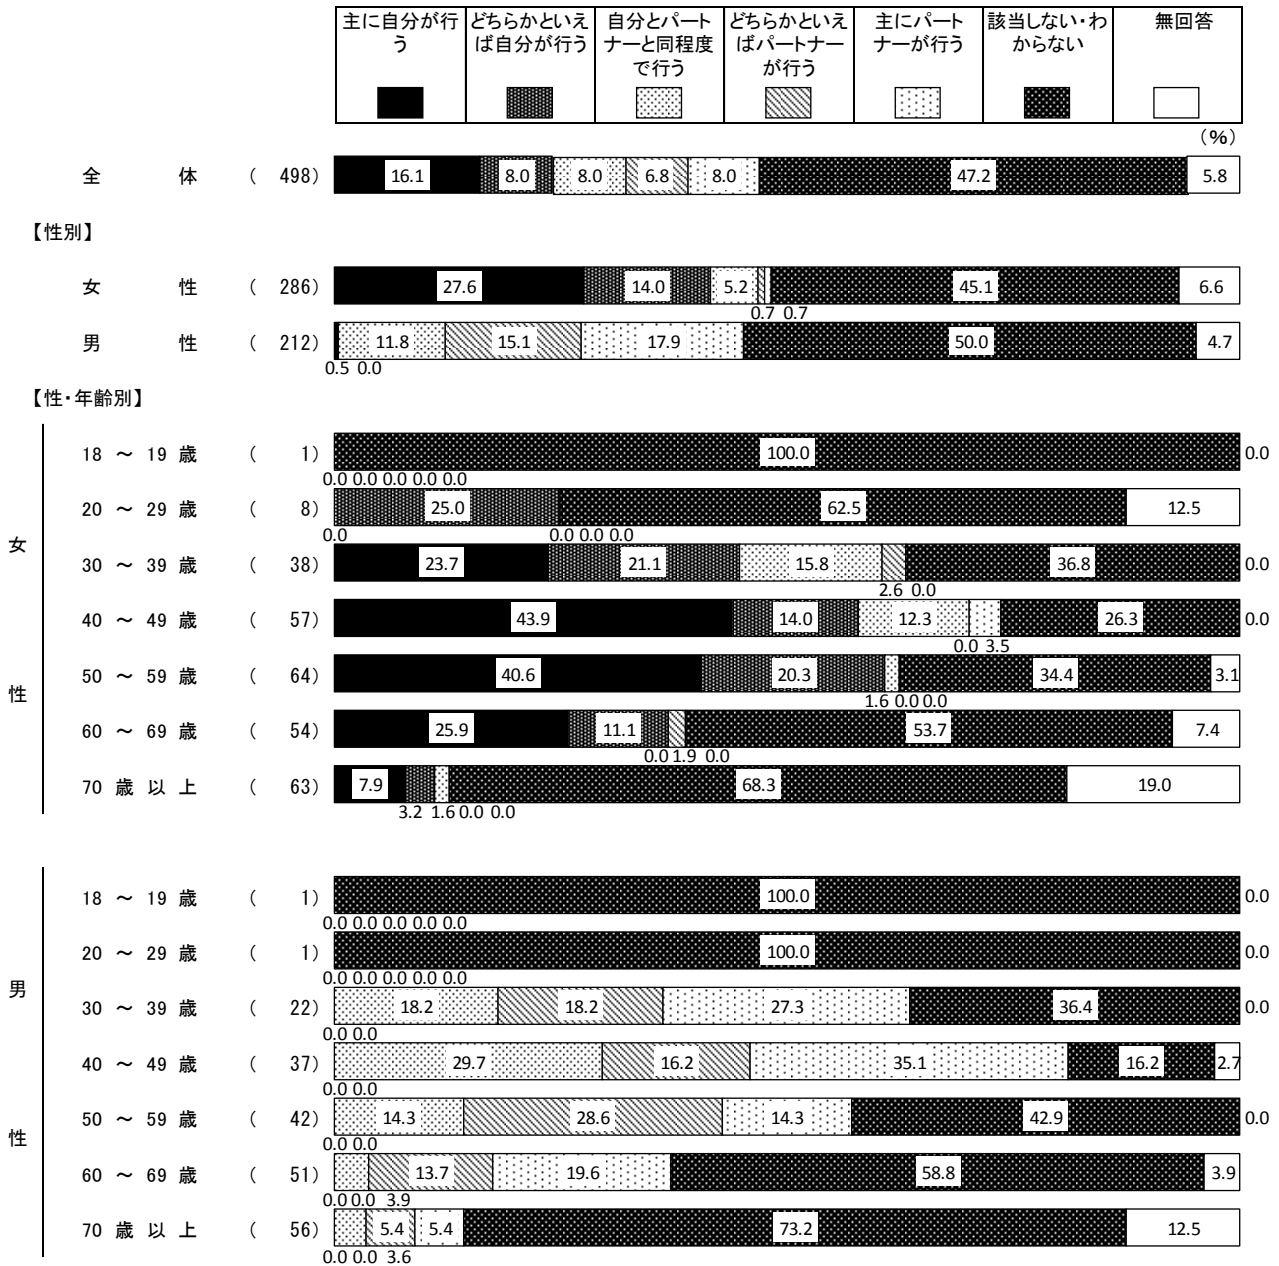 主に自分が行う
どちらかといえば自分が行う
自分とパートナーと同程度で行う
どちらかといえばパートナーが行う
主にパートナーが行う
該当しない・わからない
無回答
(%)
全 体 ( 498) 16.1 8.0 8.0 6.8 8.0 47.2 5.8
【性別】
女 性 ( 286) 27.6 14.0 5.2 45.1 6.6
0.7 0.7
男 性 ( 212) 11.8 15.1 17.9 50.0 4.7
0.5 0.0
【性・年齢別】
女性
18 ～ 19 歳 ( 1) 100.0 0.0
0.0 0.0 0.0 0.0 0.0
20 ～ 29 歳 ( 8) 25.0 62.5 12.5
0.0 0.0 0.0 0.0
30 ～ 39 歳 ( 38) 23.7 21.1 15.8 36.8 0.0
2.6 0.0
40 ～ 49 歳 ( 57) 43.9 14.0 12.3 26.3 0.0
0.0 3.5
50 ～ 59 歳 ( 64) 40.6 20.3 34.4 3.1
1.6 0.0 0.0
60 ～ 69 歳 ( 54) 25.9 11.1 53.7 7.4
0.0 1.9 0.0
70 歳 以 上 ( 63) 7.9 68.3 19.0
3.2 1.6 0.0 0.0
男性
18 ～ 19 歳 ( 1) 100.0 0.0
0.0 0.0 0.0 0.0 0.0
20 ～ 29 歳 ( 1) 100.0 0.0
0.0 0.0 0.0 0.0 0.0
30 ～ 39 歳 ( 22) 18.2 18.2 27.3 36.4 0.0
0.0 0.0
40 ～ 49 歳 ( 37) 29.7 16.2 35.1 16.2 2.7
0.0 0.0
50 ～ 59 歳 ( 42) 14.3 28.6 14.3 42.9 0.0
0.0 0.0
60 ～ 69 歳 ( 51) 13.7 19.6 58.8 3.9
0.0 0.0 3.9
70 歳 以 上 ( 56) 5.4 5.4 73.2 12.5
0.0 0.0 3.6